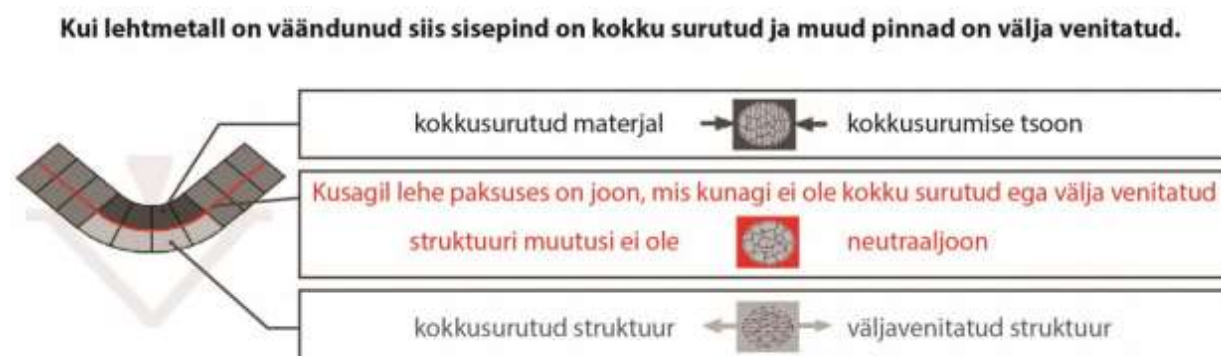 Kui lehtmetall on väändunud siis sisepind on kokku surutud ja muud pinnad on välja venitatud.
kokkusurutud materjal kokkusurumise tsoon
Kusagil lehe paksuses on joon, mis kunagi ei ole kokku surutud ega välja venitatud
struktuuri muutusi ei ole neutraaljoon
kokkusurutud struktuur väljavenitatud struktuur